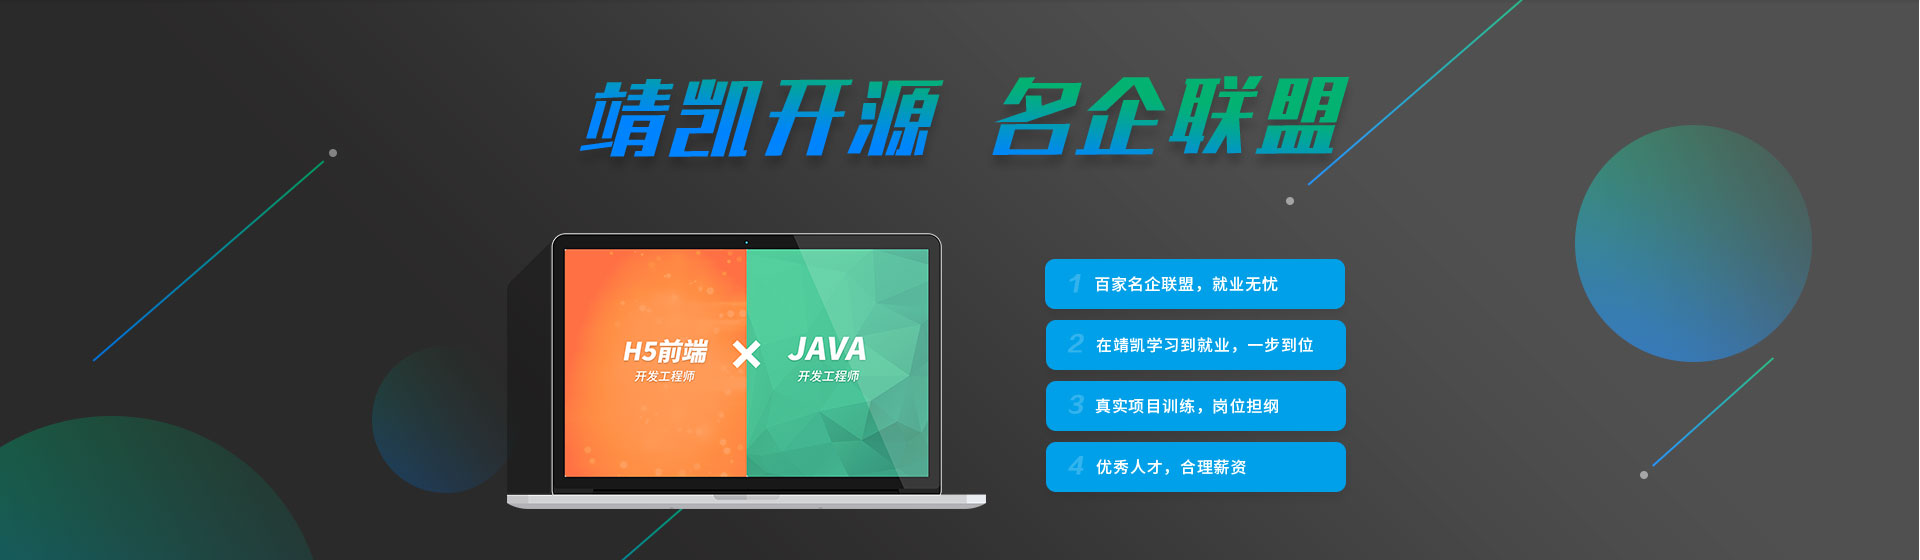 靖凯开源 名企联盟
H5前端 × JAVA
开发工程师 开发工程师
1 百家名企联盟，就业无忧
2 在靖凯学习到就业，一步到位
3 真实项目训练，岗位担纲
4 优秀人才，合理薪资